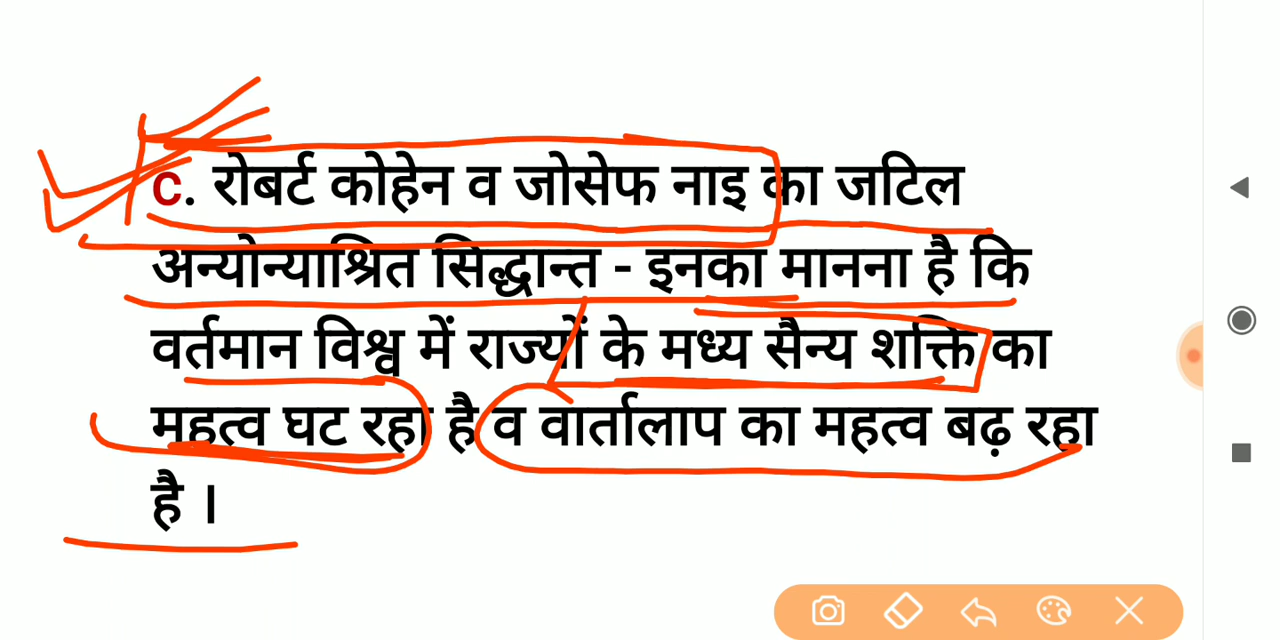 c. रोबर्ट कोहेन व जोसेफ नाइ का जटिल
अन्योन्याश्रित सिद्धान्त - इनका मानना है कि
वर्तमान विश्व में राज्यों के मध्य सैन्य शक्ति का
महत्व घट रहा है व वार्तालाप का महत्व बढ़ रहा
है ।